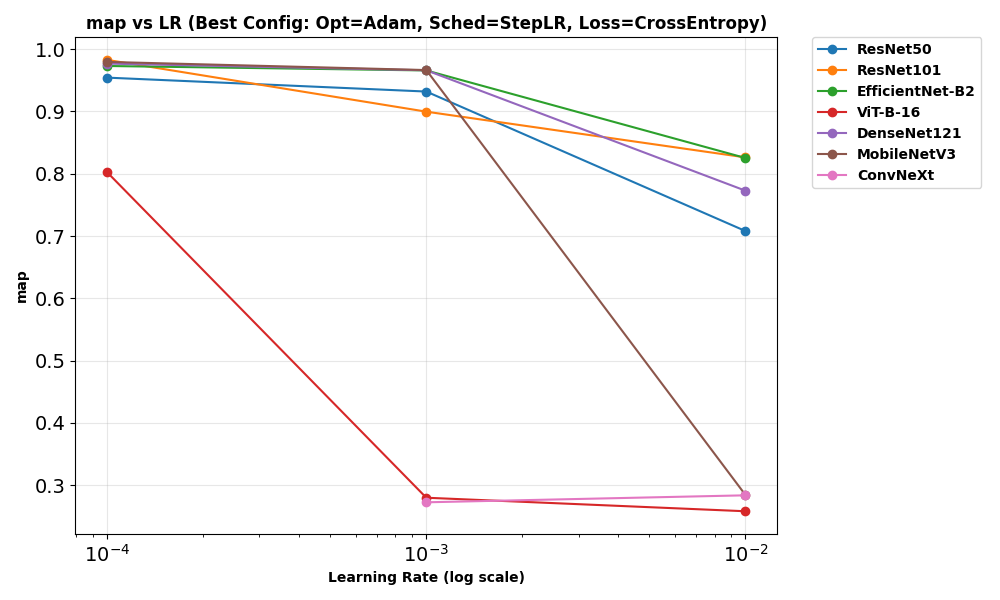 map vs LR (Best Config: Opt=Adam, Sched=StepLR, Loss=CrossEntropy)
map
1.0
0.9
0.8
0.7
0.6
0.5
0.4
0.3
10⁻⁴
10⁻³
10⁻²
Learning Rate (log scale)
ResNet50
ResNet101
EfficientNet-B2
ViT-B-16
DenseNet121
MobileNetV3
ConvNeXt